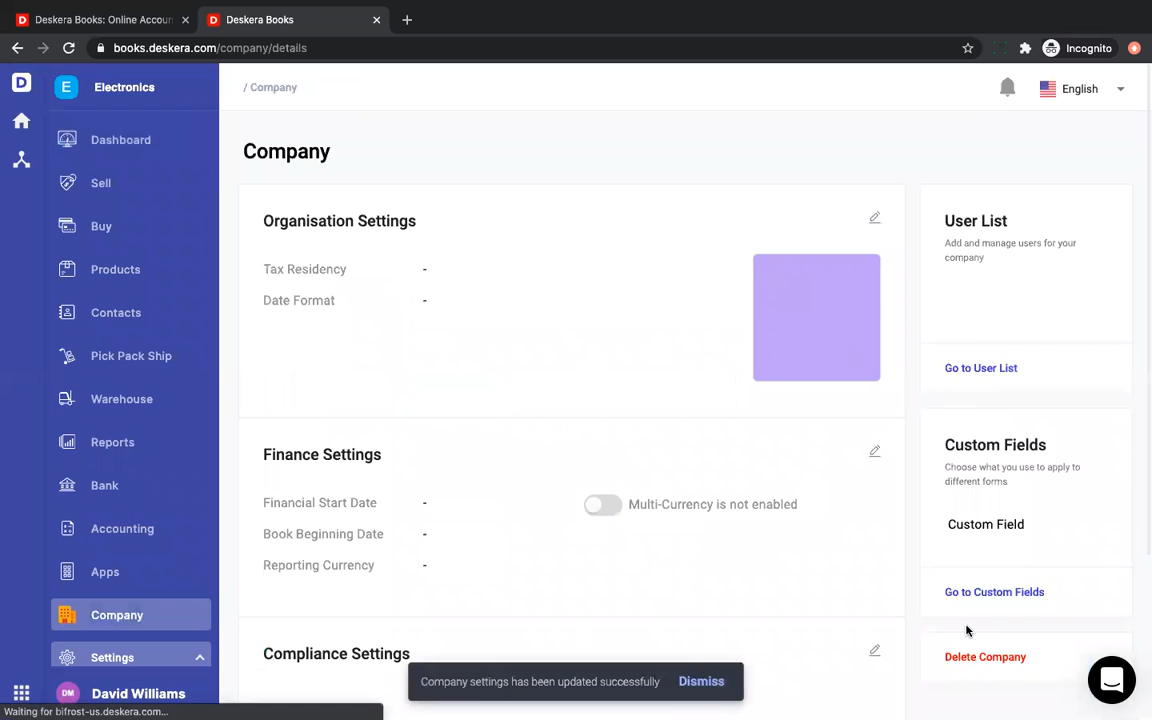 Deskera Books: Online Accoun
Deskera Books
books.deskera.com/company/details
Incognito
D
E
Electronics
/ Company
English
Dashboard
Company
Sell
Organisation Settings
User List
Buy
Add and manage users for your
company
Tax Residency -
Products
Date Format -
Contacts
Pick Pack Ship
Go to User List
Warehouse
Reports
Finance Settings
Custom Fields
Choose what you use to apply to
different forms
Bank
Financial Start Date -
Multi-Currency is not enabled
Custom Field
Accounting
Book Beginning Date -
Reporting Currency -
Apps
Go to Custom Fields
Company
Compliance Settings
Delete Company
Settings
Company settings has been updated successfully Dismiss
DM
David Williams
Waiting for bifrost-us.deskera.com...